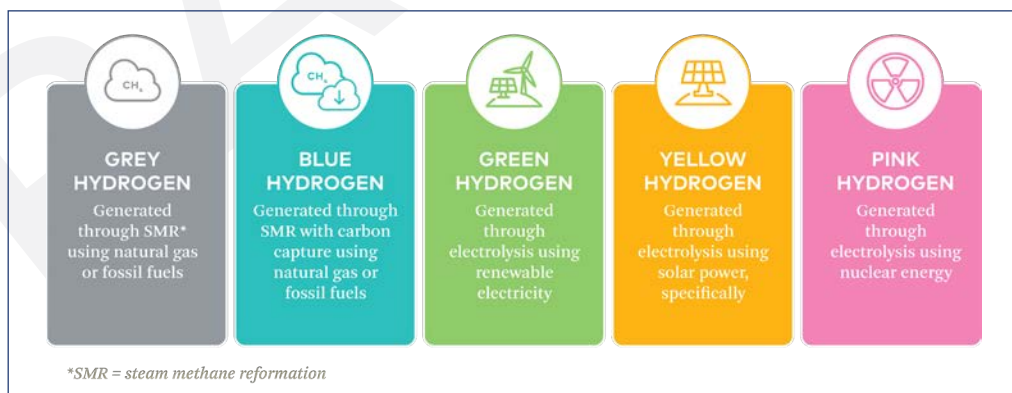 CH₄
CH₄
GREY
HYDROGEN
Generated
through SMR*
using natural gas
or fossil fuels
BLUE
HYDROGEN
Generated through
SMR with carbon
capture using
natural gas or
fossil fuels
GREEN
HYDROGEN
Generated
through
electrolysis using
renewable
electricity
YELLOW
HYDROGEN
Generated
through
electrolysis using
solar power,
specifically
PINK
HYDROGEN
Generated
through
electrolysis using
nuclear energy
*SMR = steam methane reformation